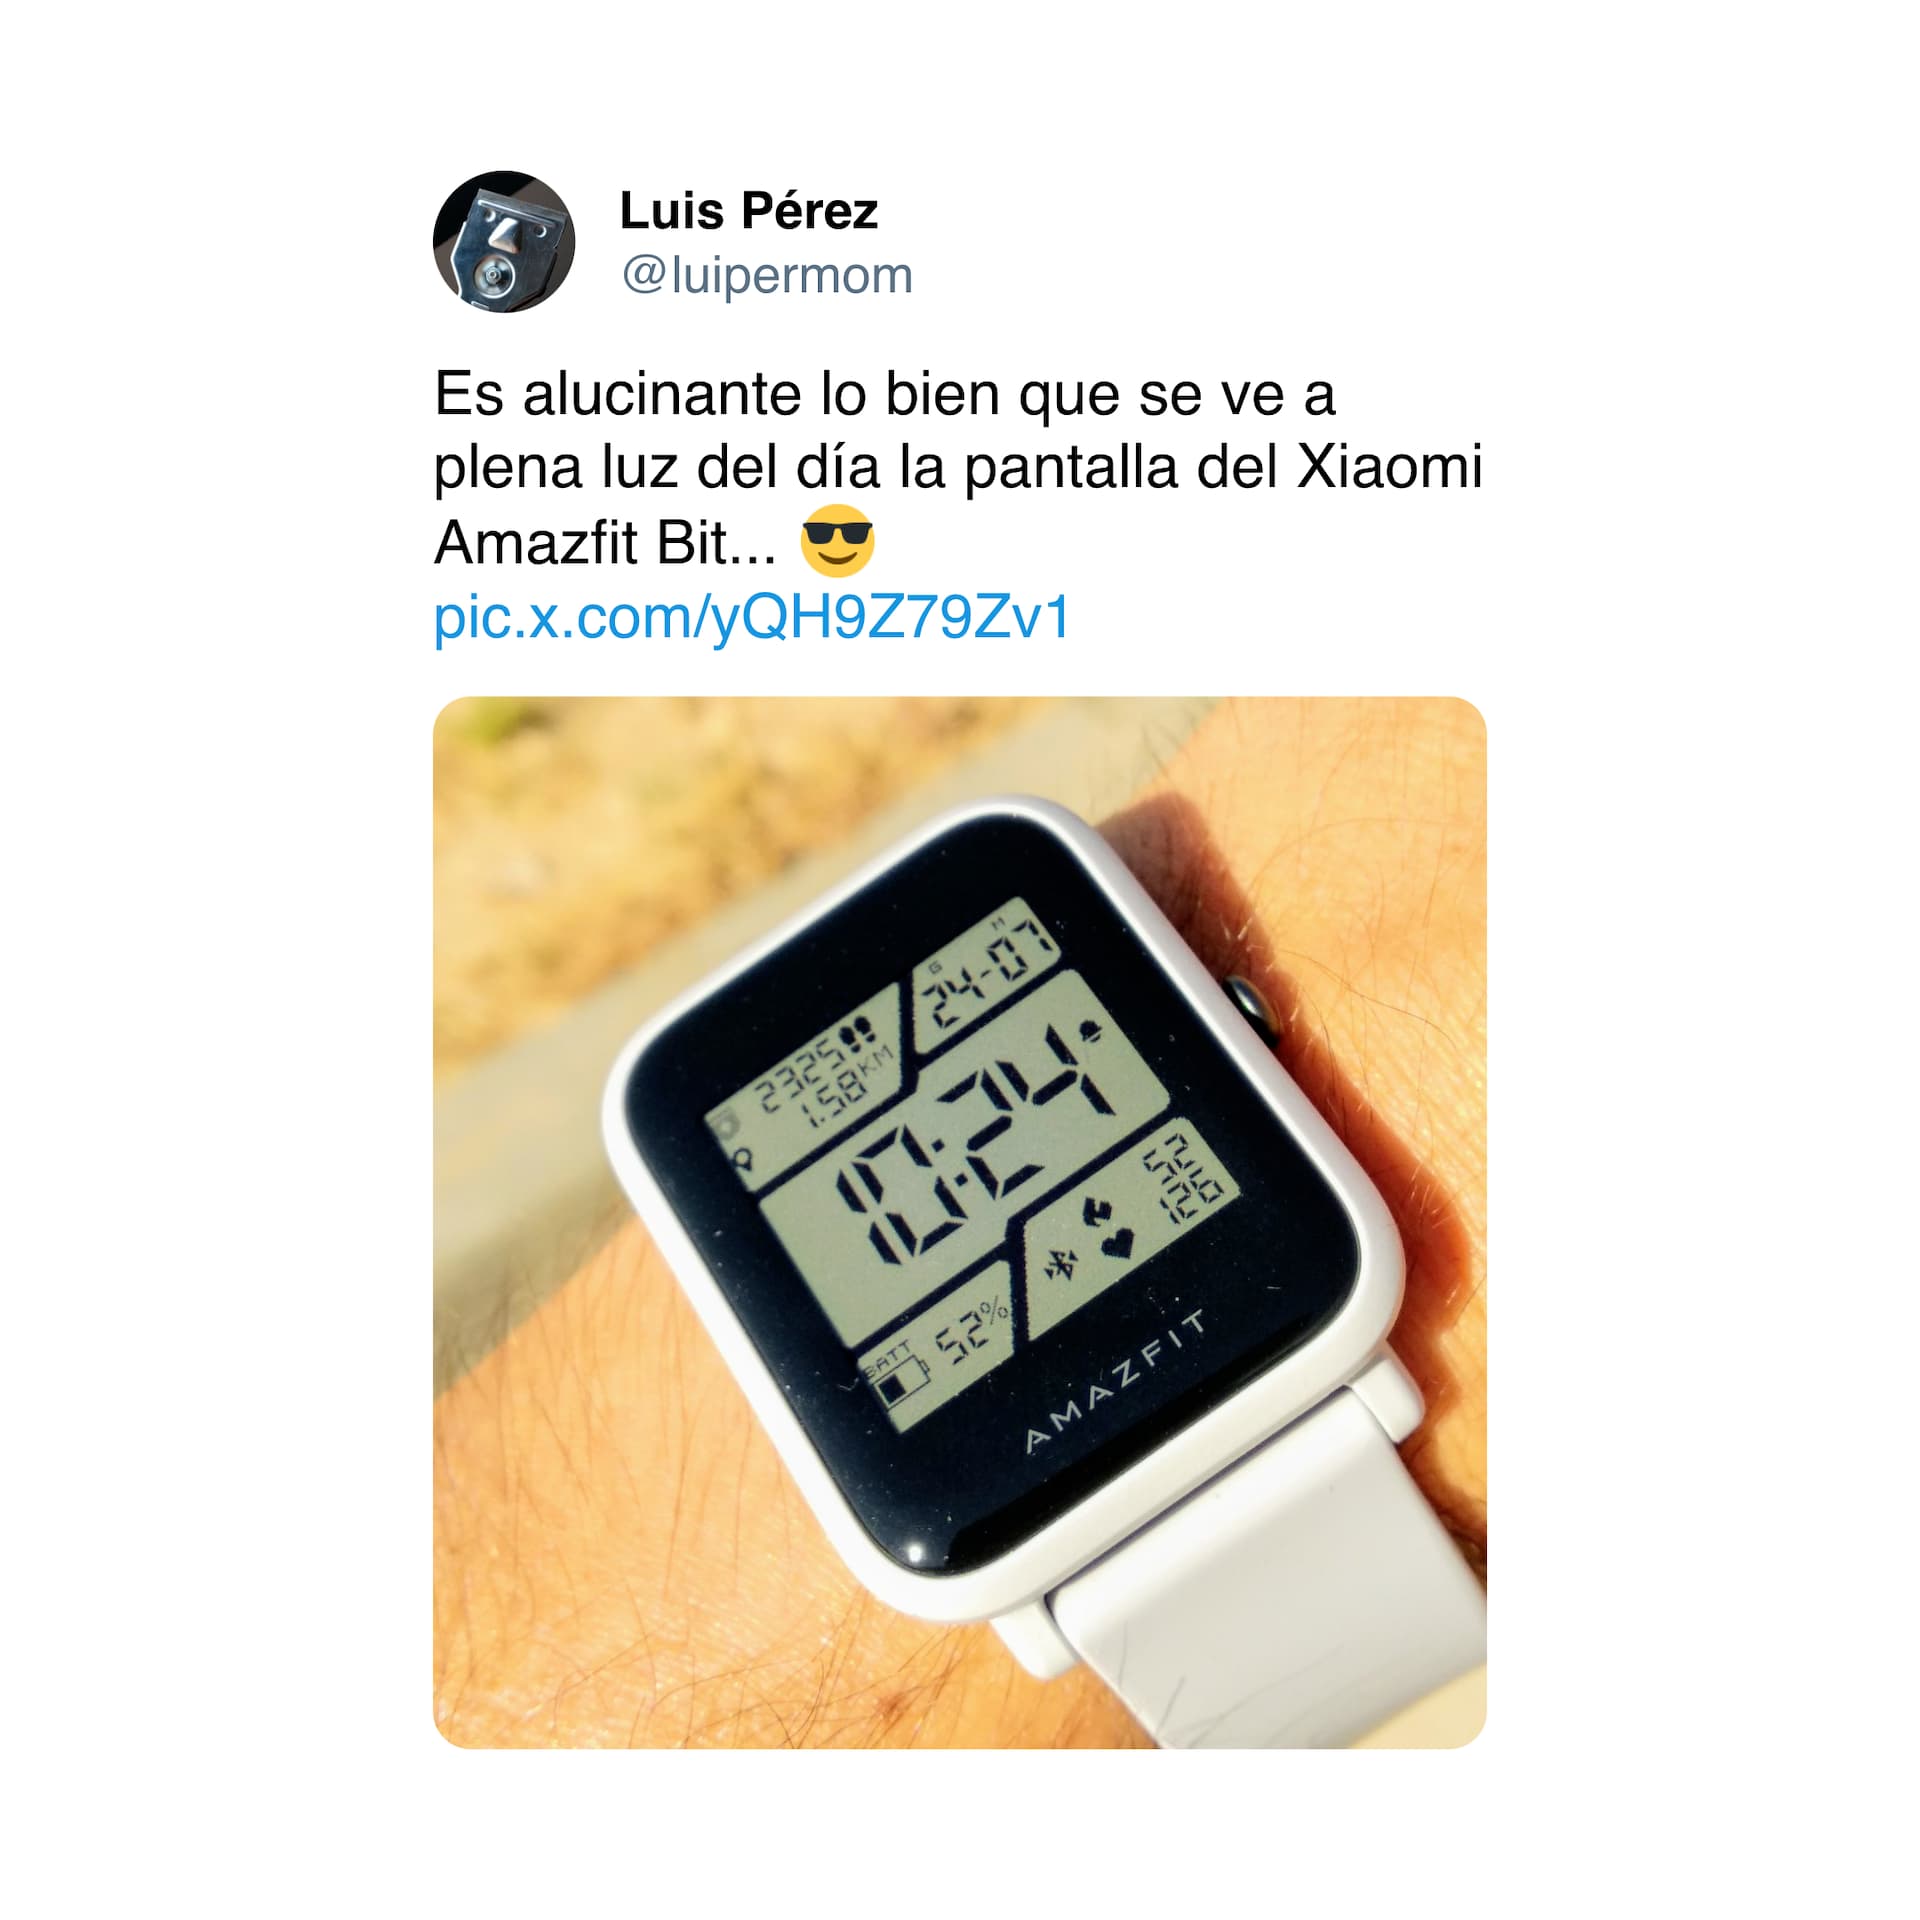 Luis Pérez
@luipermom
Es alucinante lo bien que se ve a
plena luz del día la pantalla del Xiaomi
Amazfit Bit... 😎
pic.x.com/yQH9Z79Zv1
G M
24-07
2325
1.58 KM
10:24
52
126
BATT
52%
AMAZFIT